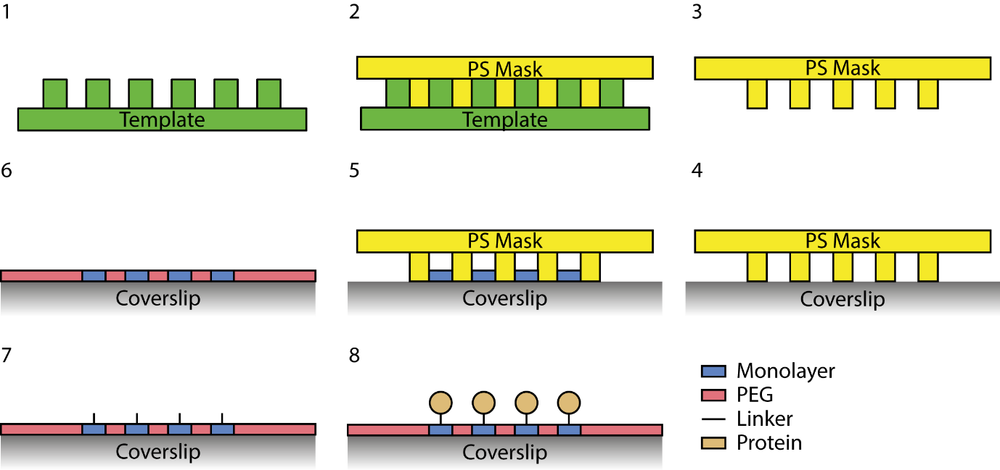 1
2
3
Template
PS Mask
Template
PS Mask
6
5
4
Coverslip
PS Mask
Coverslip
PS Mask
Coverslip
7
8
Coverslip
Coverslip
Monolayer
PEG
Linker
Protein